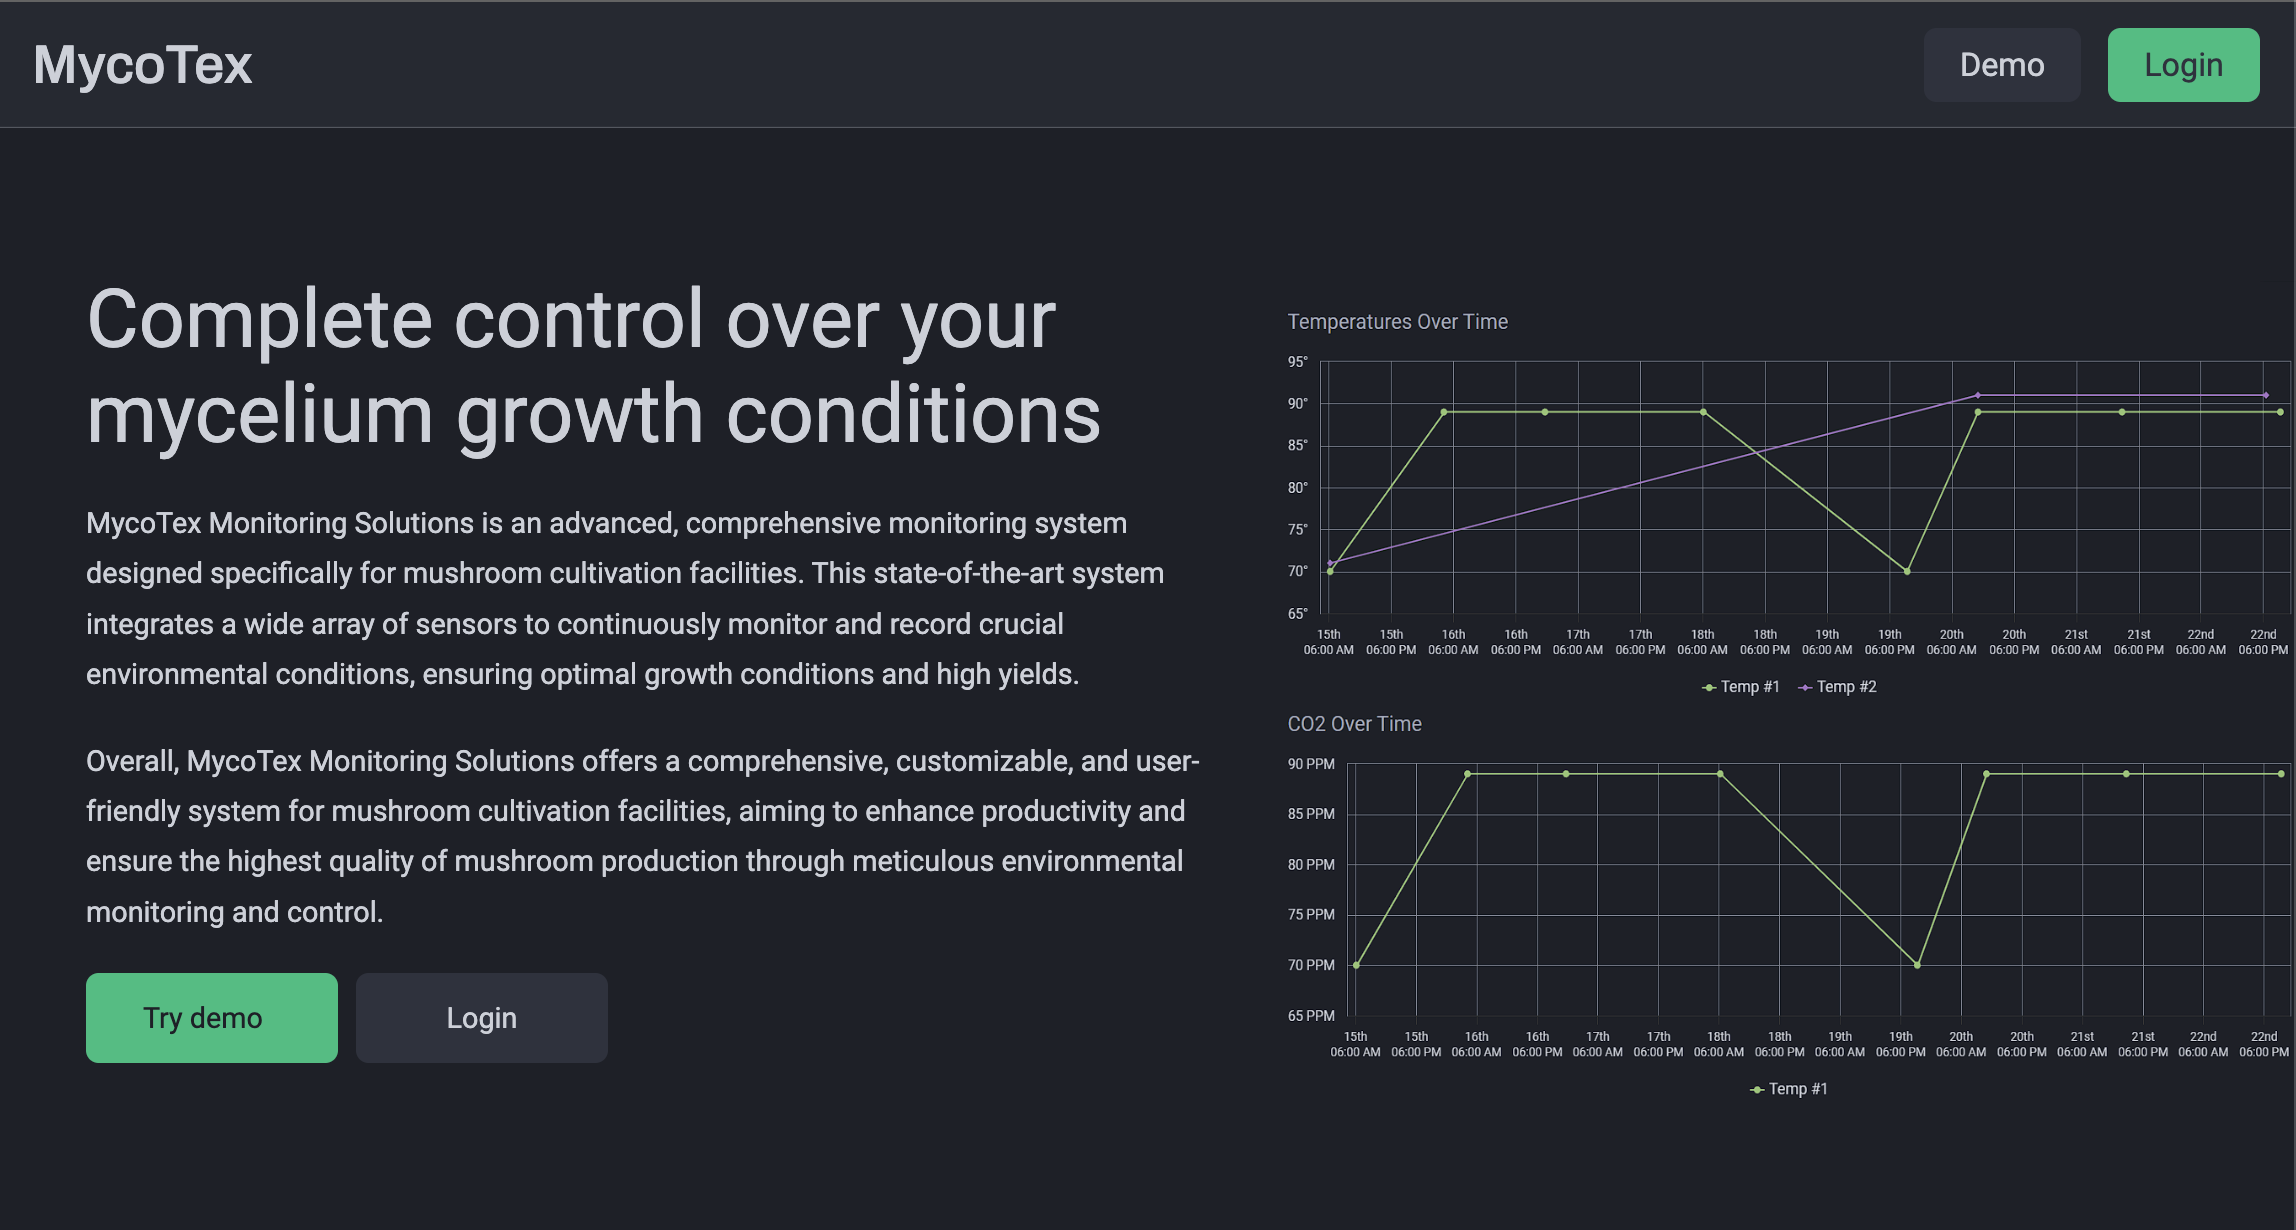 MycoTex
Demo
Login
Complete control over your
mycelium growth conditions
MycoTex Monitoring Solutions is an advanced, comprehensive monitoring system
designed specifically for mushroom cultivation facilities. This state-of-the-art system
integrates a wide array of sensors to continuously monitor and record crucial
environmental conditions, ensuring optimal growth conditions and high yields.
Overall, MycoTex Monitoring Solutions offers a comprehensive, customizable, and user-
friendly system for mushroom cultivation facilities, aiming to enhance productivity and
ensure the highest quality of mushroom production through meticulous environmental
monitoring and control.
Try demo
Login
Temperatures Over Time
95°
90°
85°
80°
75°
70°
65°
15th 15th 16th 16th 17th 17th 18th 18th 19th 19th 20th 20th 21st 21st 22nd 22nd
06:00 AM 06:00 PM 06:00 AM 06:00 PM 06:00 AM 06:00 PM 06:00 AM 06:00 PM 06:00 AM 06:00 PM 06:00 AM 06:00 PM 06:00 AM 06:00 PM 06:00 AM 06:00 PM
Temp #1 Temp #2
CO2 Over Time
90 PPM
85 PPM
80 PPM
75 PPM
70 PPM
65 PPM
15th 15th 16th 16th 17th 17th 18th 18th 19th 19th 20th 20th 21st 21st 22nd 22nd
06:00 AM 06:00 PM 06:00 AM 06:00 PM 06:00 AM 06:00 PM 06:00 AM 06:00 PM 06:00 AM 06:00 PM 06:00 AM 06:00 PM 06:00 AM 06:00 PM 06:00 AM 06:00 PM
Temp #1